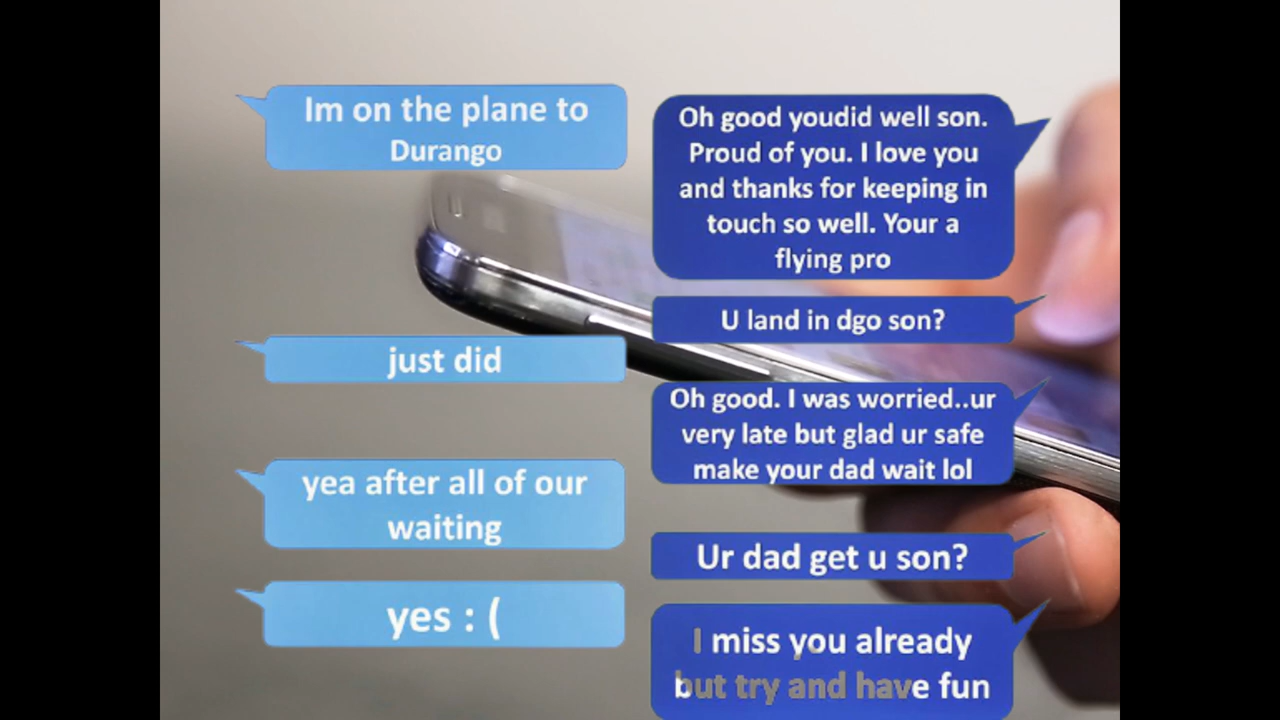 Im on the plane to
Durango
Oh good youdid well son.
Proud of you. I love you
and thanks for keeping in
touch so well. Your a
flying pro
U land in dgo son?
just did
Oh good. I was worried..ur
very late but glad ur safe
make your dad wait lol
yea after all of our
waiting
Ur dad get u son?
yes : (
I miss you already
but try and have fun